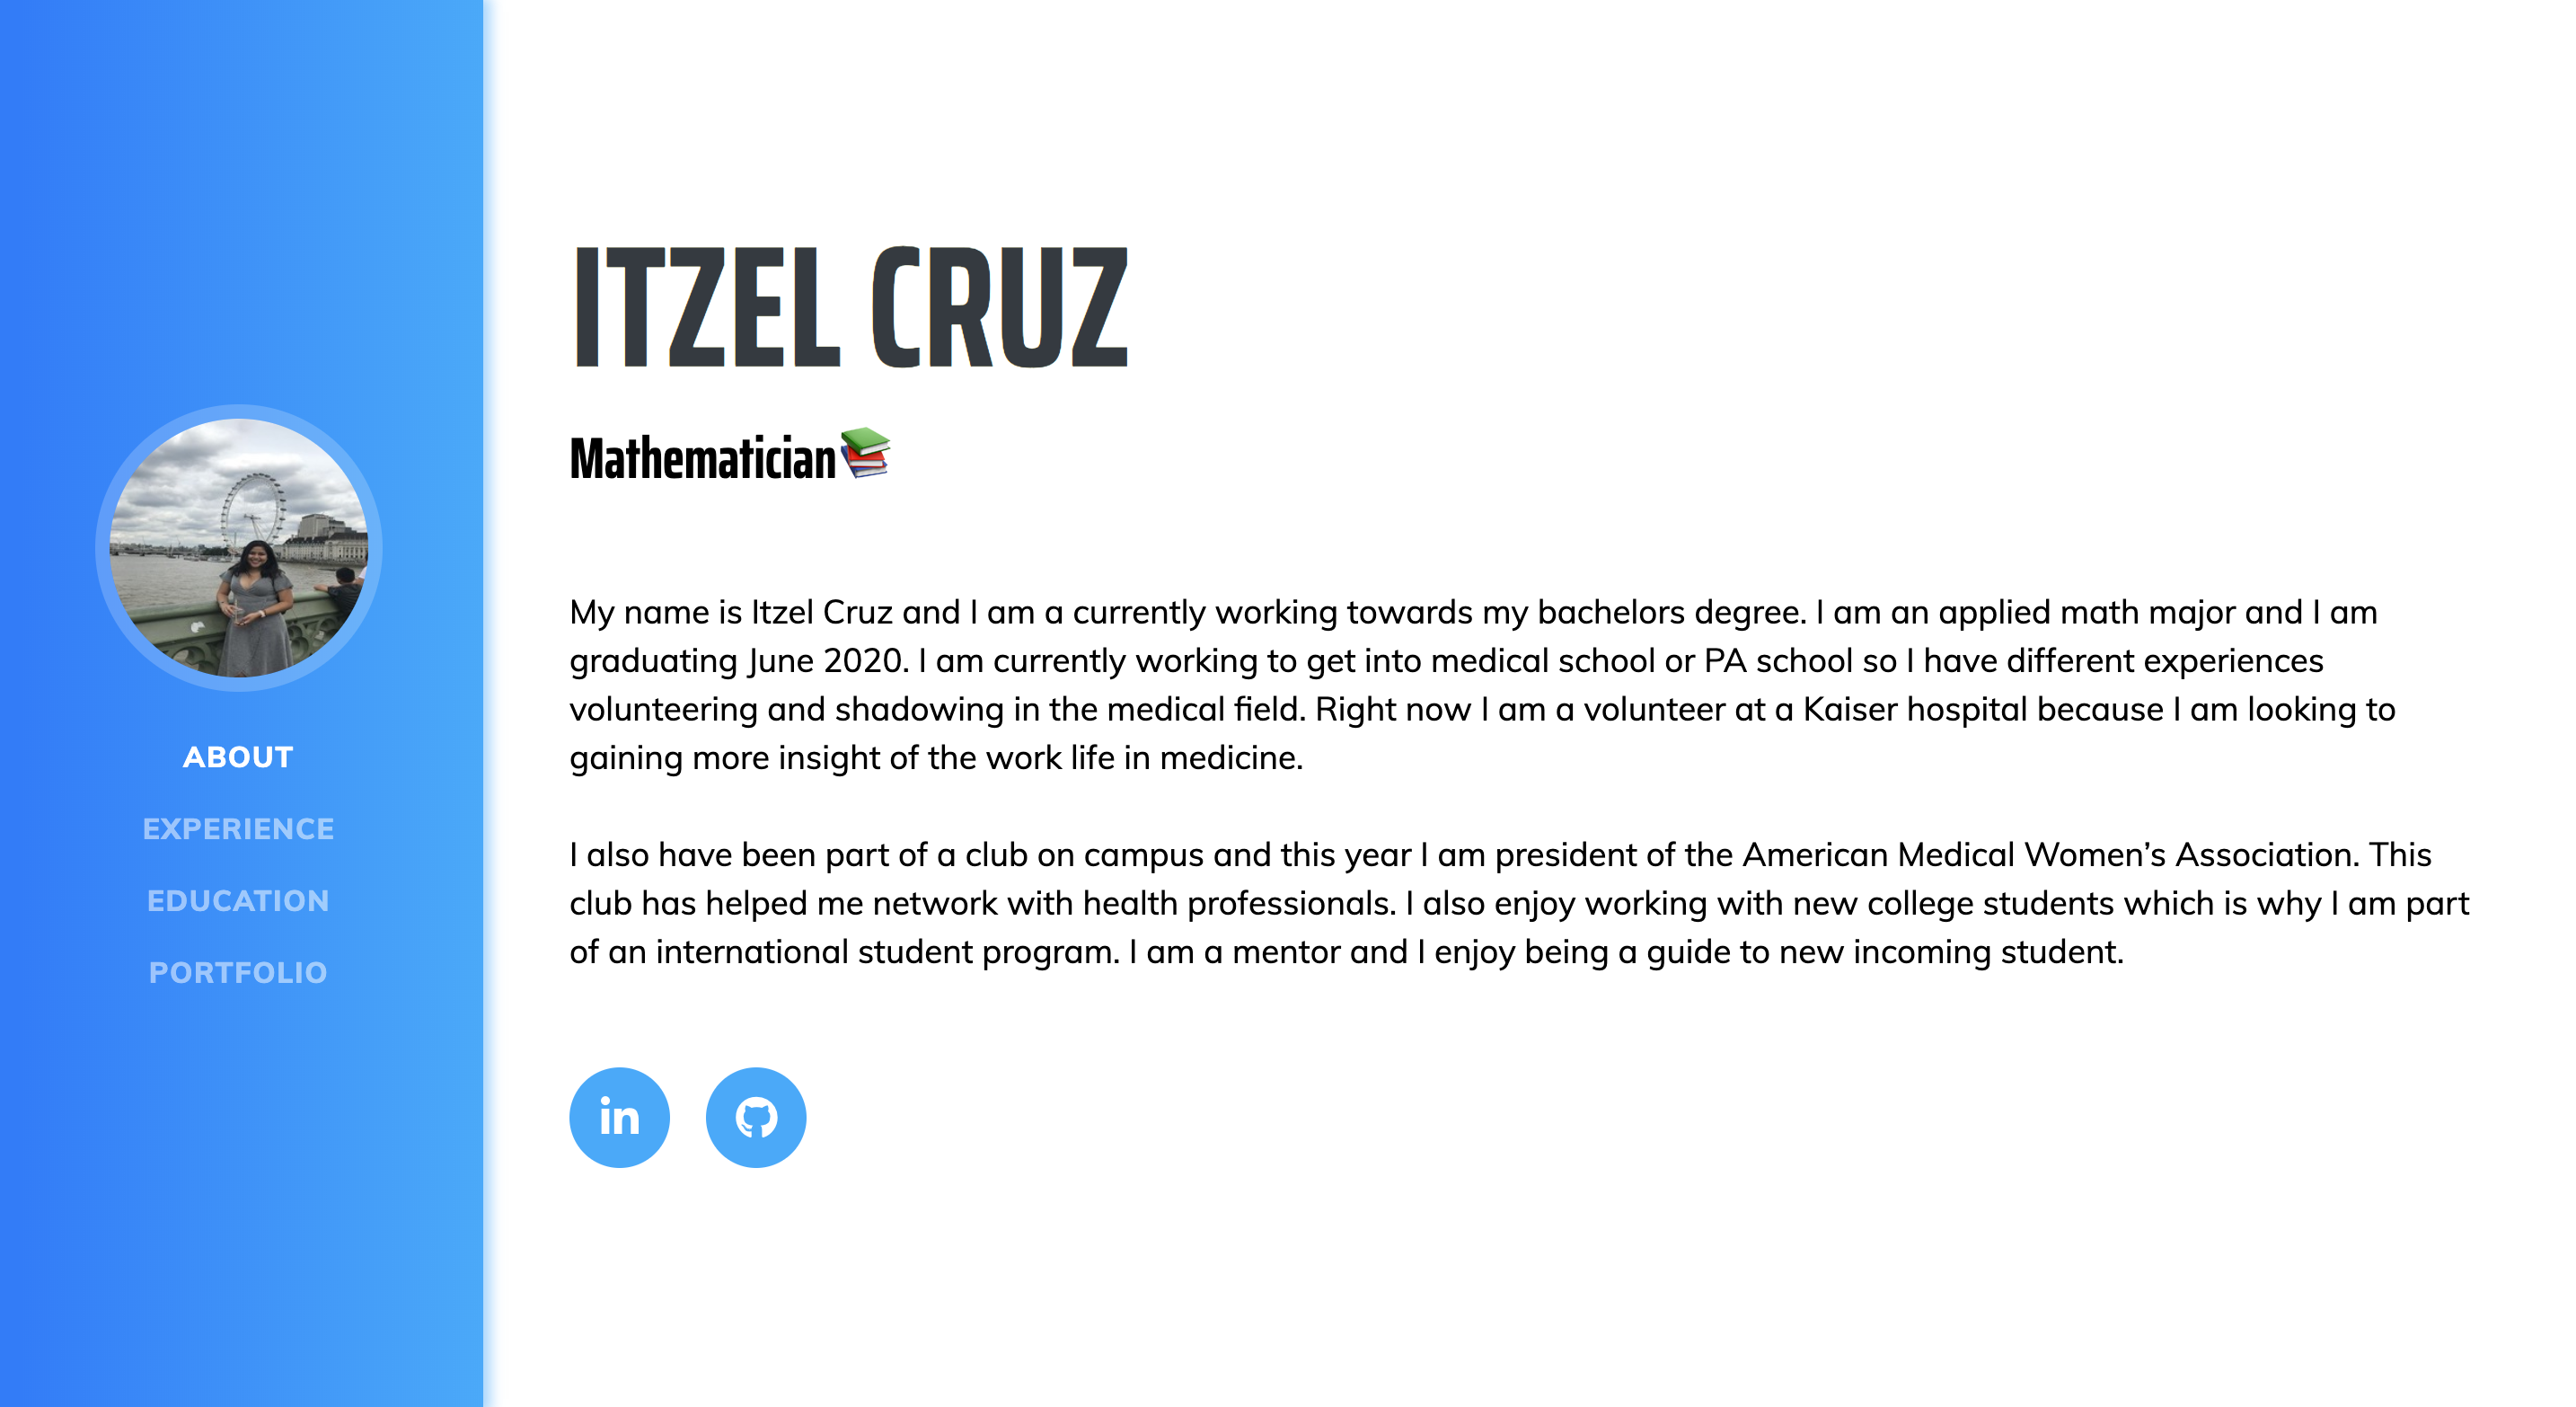 ABOUT
EXPERIENCE
EDUCATION
PORTFOLIO
ITZEL CRUZ
Mathematician📚
My name is Itzel Cruz and I am a currently working towards my bachelors degree. I am an applied math major and I am
graduating June 2020. I am currently working to get into medical school or PA school so I have different experiences
volunteering and shadowing in the medical field. Right now I am a volunteer at a Kaiser hospital because I am looking to
gaining more insight of the work life in medicine.
I also have been part of a club on campus and this year I am president of the American Medical Women’s Association. This
club has helped me network with health professionals. I also enjoy working with new college students which is why I am part
of an international student program. I am a mentor and I enjoy being a guide to new incoming student.
in